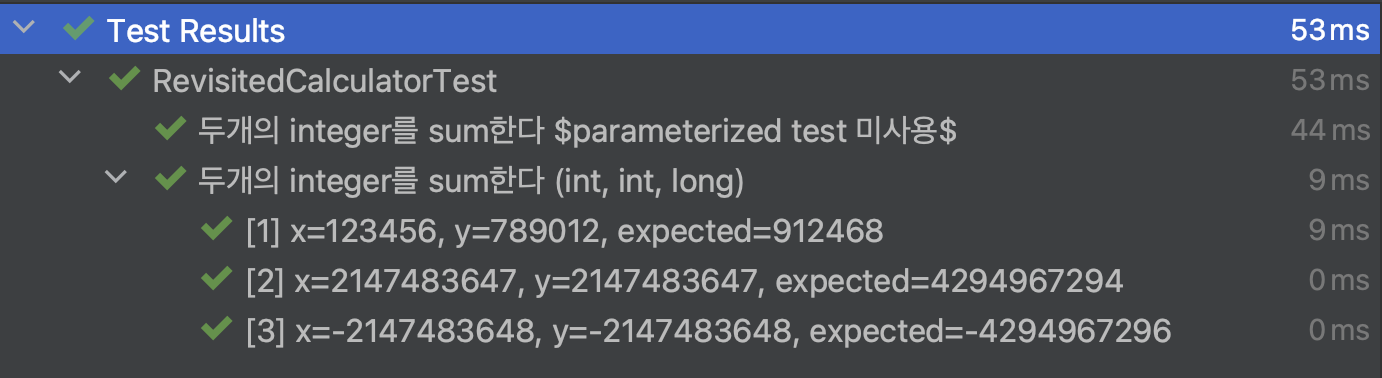 Test Results 53 ms
RevisitedCalculatorTest 53 ms
두개의 integer를 sum한다 $parameterized test 미사용$ 44 ms
두개의 integer를 sum한다 (int, int, long) 9 ms
[1] x=123456, y=789012, expected=912468 9 ms
[2] x=2147483647, y=2147483647, expected=4294967294 0 ms
[3] x=-2147483648, y=-2147483648, expected=-4294967296 0 ms